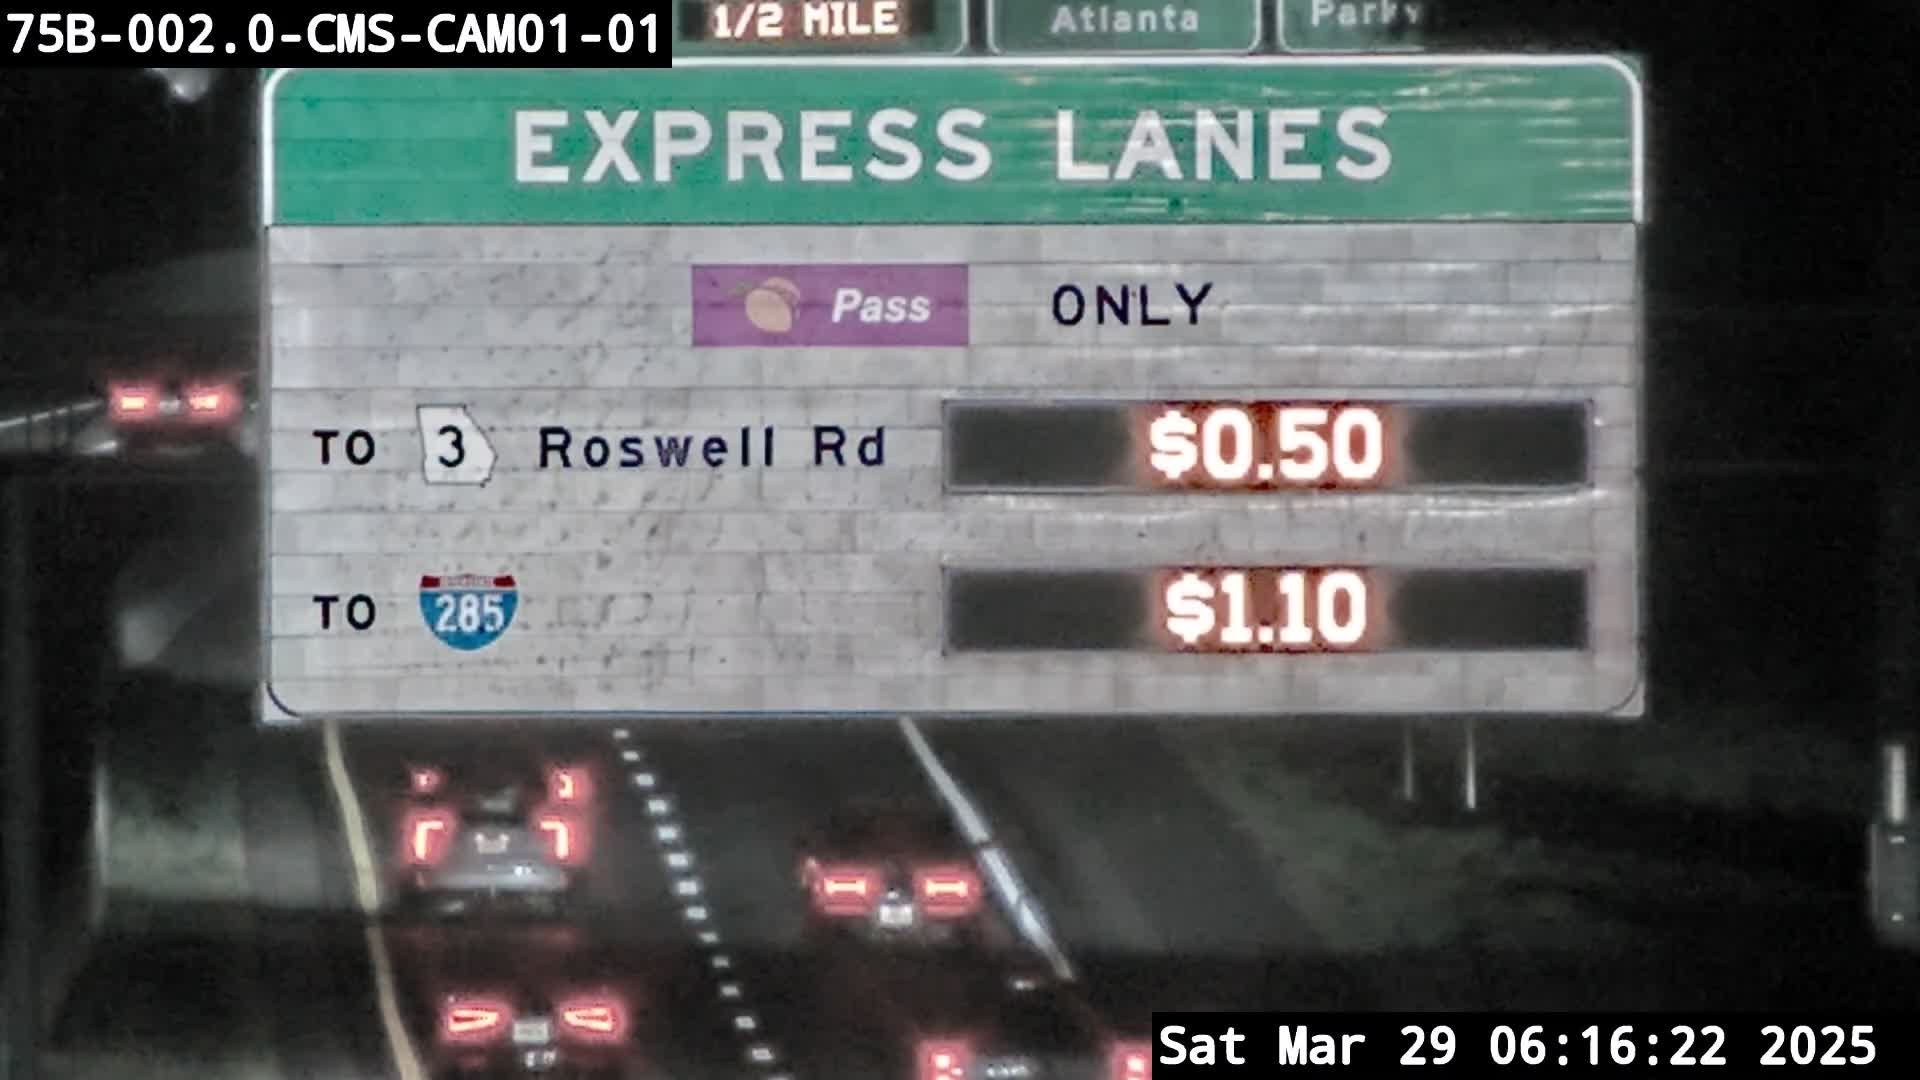 75B-002.0-CMS-CAM01-01
1/2 MILE
Atlanta
Parkv
EXPRESS LANES
Pass ONLY
TO 3 Roswell Rd $0.50
TO 285 $1.10
Sat Mar 29 06:16:22 2025